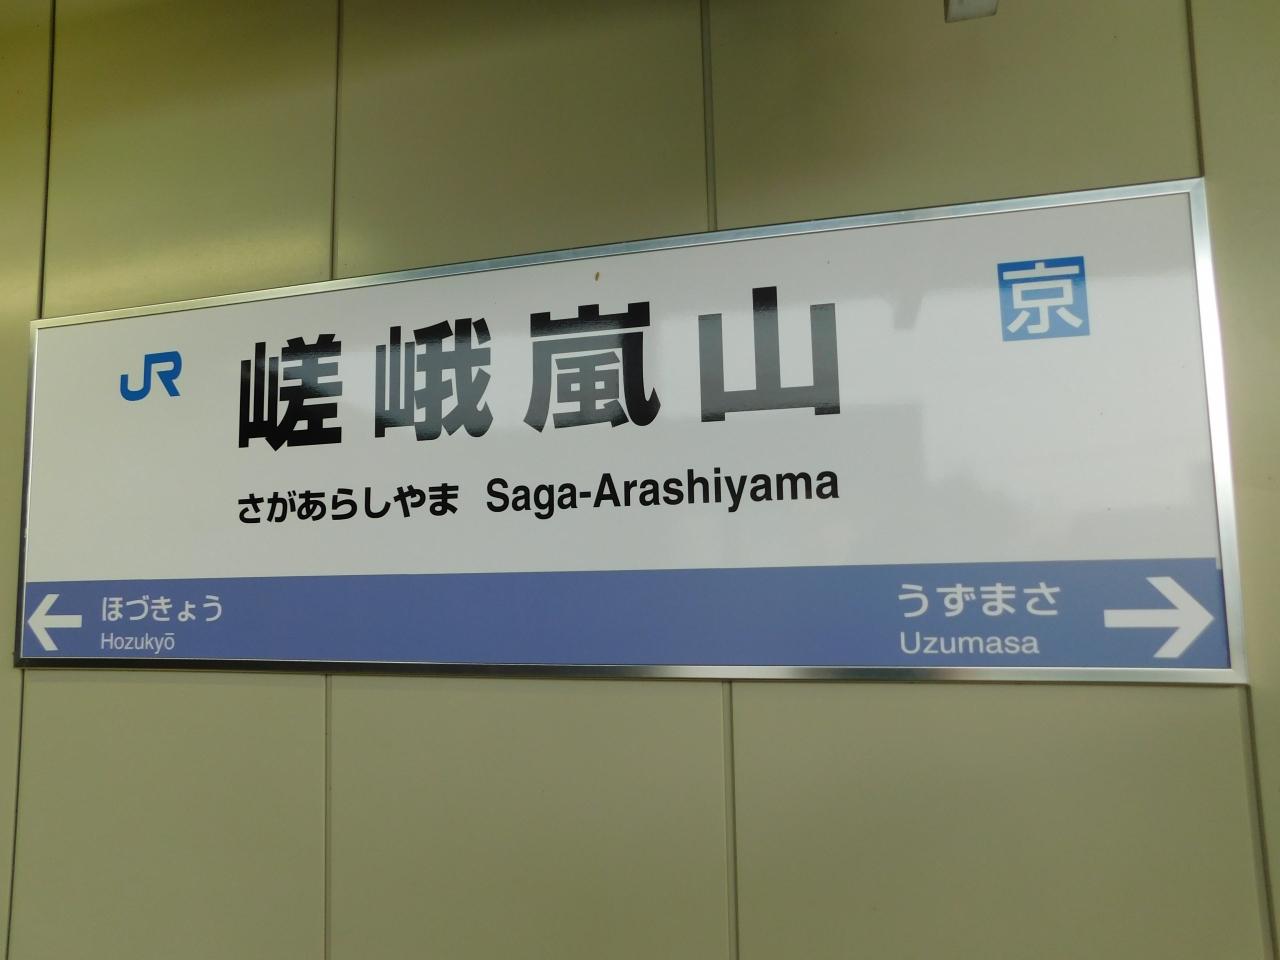 JR
嵯峨嵐山
京
さがあらしやま Saga-Arashiyama
ほづきょう
Hozukyō
うずまさ
Uzumasa